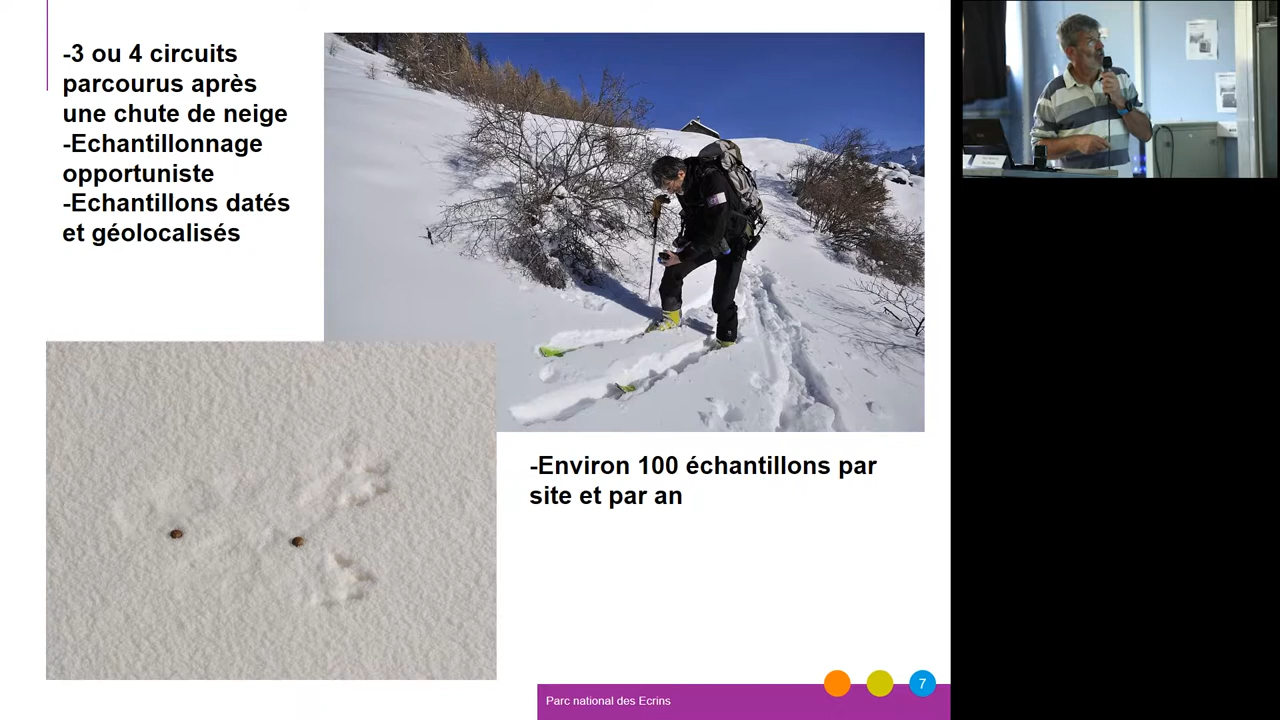 -3 ou 4 circuits
parcourus après
une chute de neige
-Echantillonnage
opportuniste
-Echantillons datés
et géolocalisés
-Environ 100 échantillons par
site et par an
7
Parc national des Ecrins